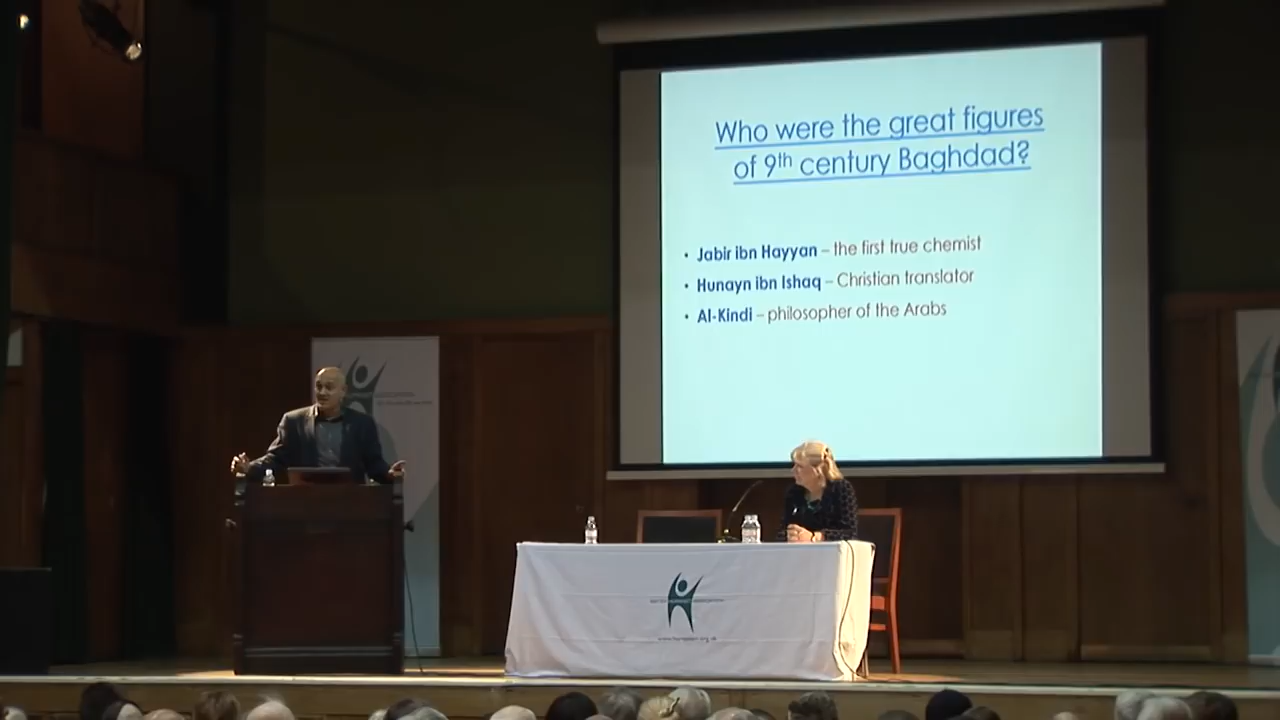 Who were the great figures
of 9th century Baghdad?
• Jabir ibn Hayyan – the first true chemist
• Hunayn ibn Ishaq – Christian translator
• Al-Kindi – philosopher of the Arabs